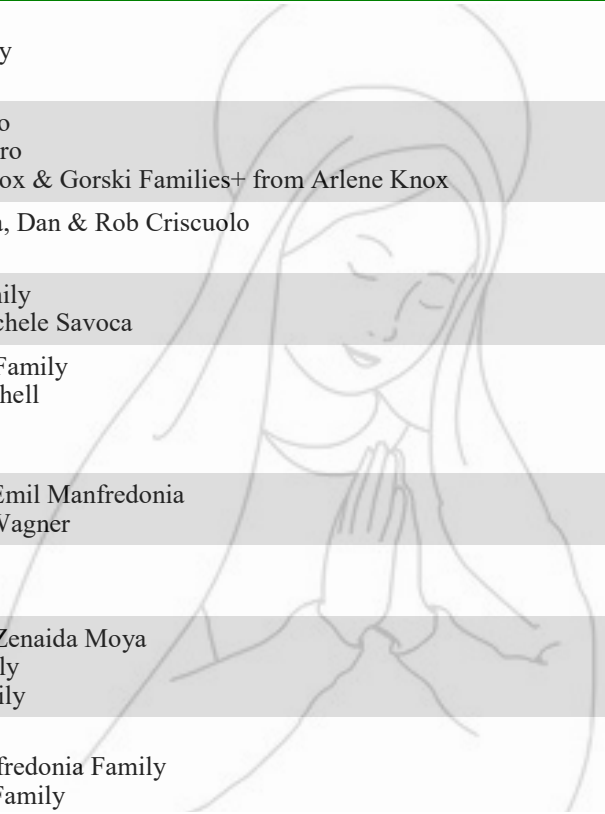 y
o
ro
ox & Gorski Families+ from Arlene Knox
, Dan & Rob Criscuolo
ily
chele Savoca
Family
hell
Emil Manfredonia
Wagner
Zenaida Moya
ly
ily
fredonia Family
Family